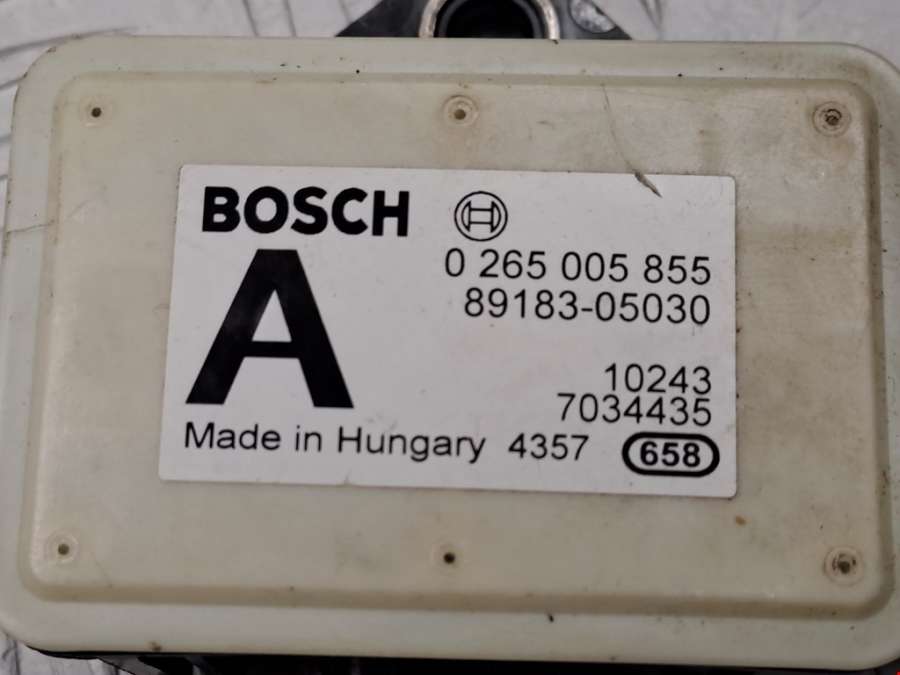 BOSCH
0 265 005 855
89183-05030
A
10243
7034435
Made in Hungary 4357 658